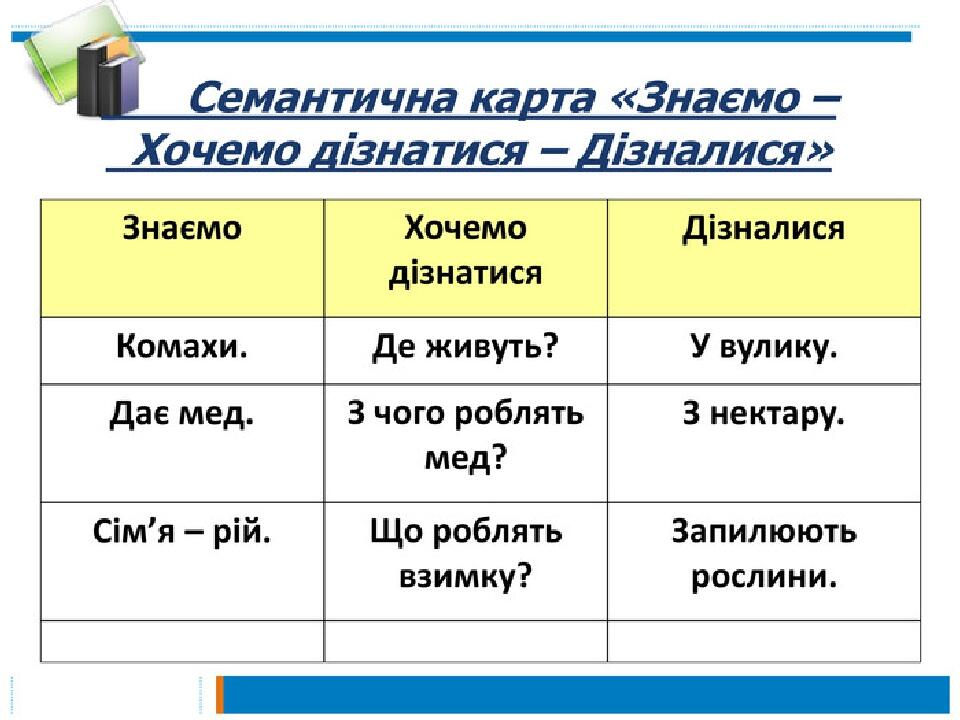 Семантична карта «Знаємо –
Хочемо дізнатися – Дізналися»
Знаємо
Хочемо
дізнатися
Дізналися
Комахи.
Де живуть?
У вулику.
Дає мед.
З чого роблять
мед?
З нектару.
Сім’я – рій.
Що роблять
взимку?
Запилюють
рослини.